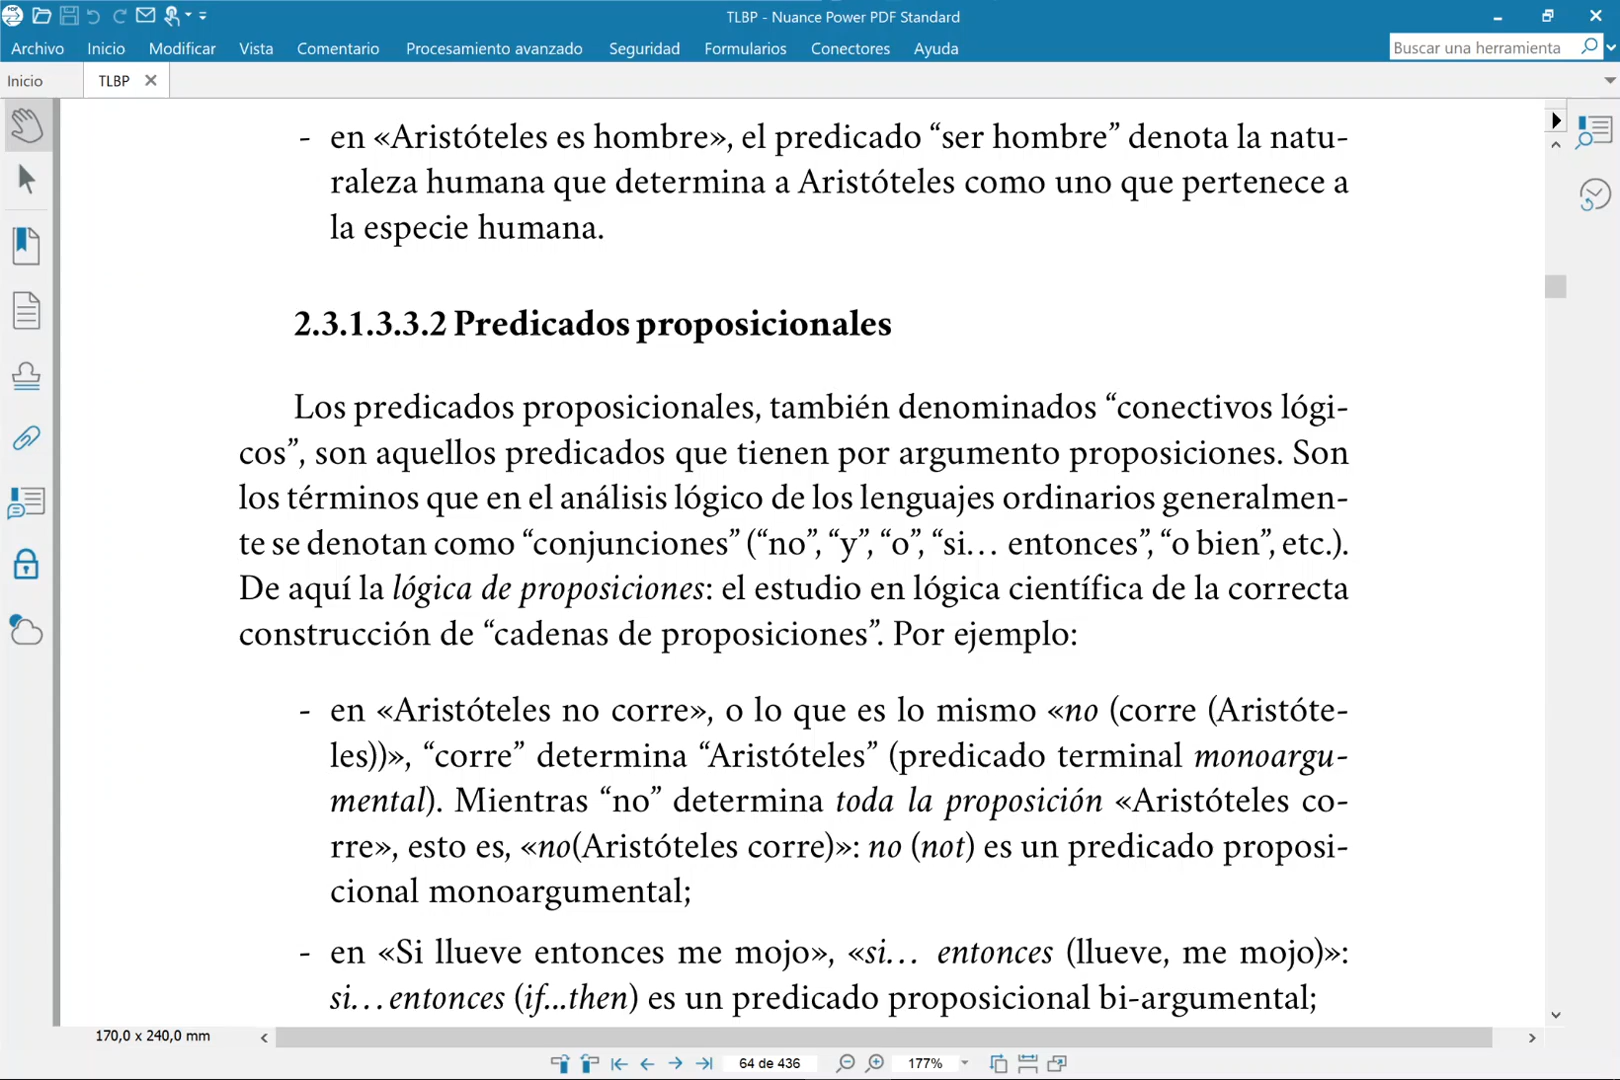 TLBP - Nuance Power PDF Standard
Archivo Inicio Modificar Vista Comentario Procesamiento avanzado Seguridad Formularios Conectores Ayuda Buscar una herramienta
Inicio TLBP
- en «Aristóteles es hombre», el predicado “ser hombre” denota la natu-
raleza humana que determina a Aristóteles como uno que pertenece a
la especie humana.
2.3.1.3.3.2 Predicados proposicionales
Los predicados proposicionales, también denominados “conectivos lógi-
cos”, son aquellos predicados que tienen por argumento proposiciones. Son
los términos que en el análisis lógico de los lenguajes ordinarios generalmen-
te se denotan como “conjunciones” (“no”, “y”, “o”, “si… entonces”, “o bien”, etc.).
De aquí la lógica de proposiciones: el estudio en lógica científica de la correcta
construcción de “cadenas de proposiciones”. Por ejemplo:
- en «Aristóteles no corre», o lo que es lo mismo «no (corre (Aristóte-
les))», “corre” determina “Aristóteles” (predicado terminal monoargu-
mental). Mientras “no” determina toda la proposición «Aristóteles co-
rre», esto es, «no(Aristóteles corre)»: no (not) es un predicado proposi-
cional monoargumental;
- en «Si llueve entonces me mojo», «si… entonces (llueve, me mojo)»:
si…entonces (if...then) es un predicado proposicional bi-argumental;
170,0 x 240,0 mm
64 de 436 177%